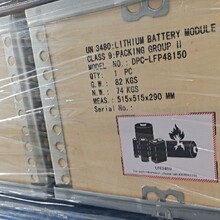 UN 3480:LITHIUM BATTERY MODULE
CLASS 9:PACKING GROUP II
MODEL: DPC-LFP48150
QTY: 1 PC
G.W.: 82 KGS
N.W.: 74 KGS
MEAS.: 515x515x290 MM
Serial No.:
UN3480